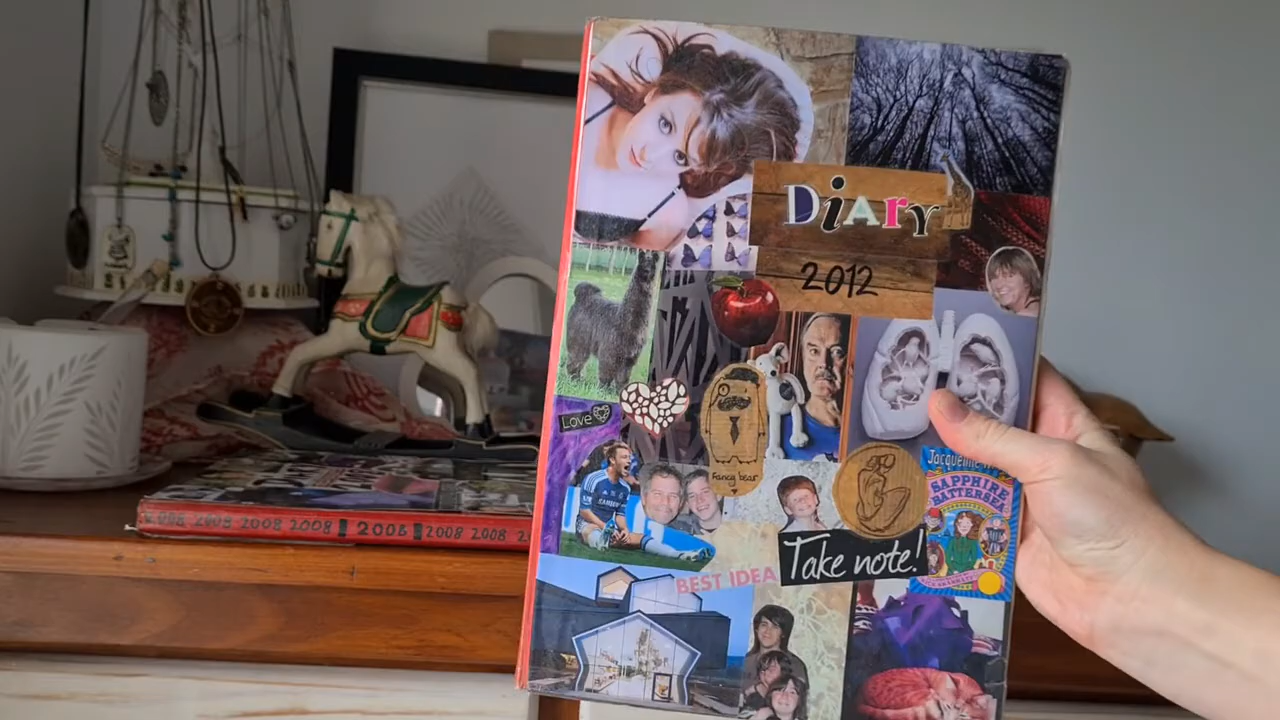 DiAry
2012
Love
Fancy bear
SAMSUNG
Jacqueline
SAPPHIRE
BATTERSEA
Take note!
BEST IDEA
2008 2008 2008 2008 2008 2008 2008